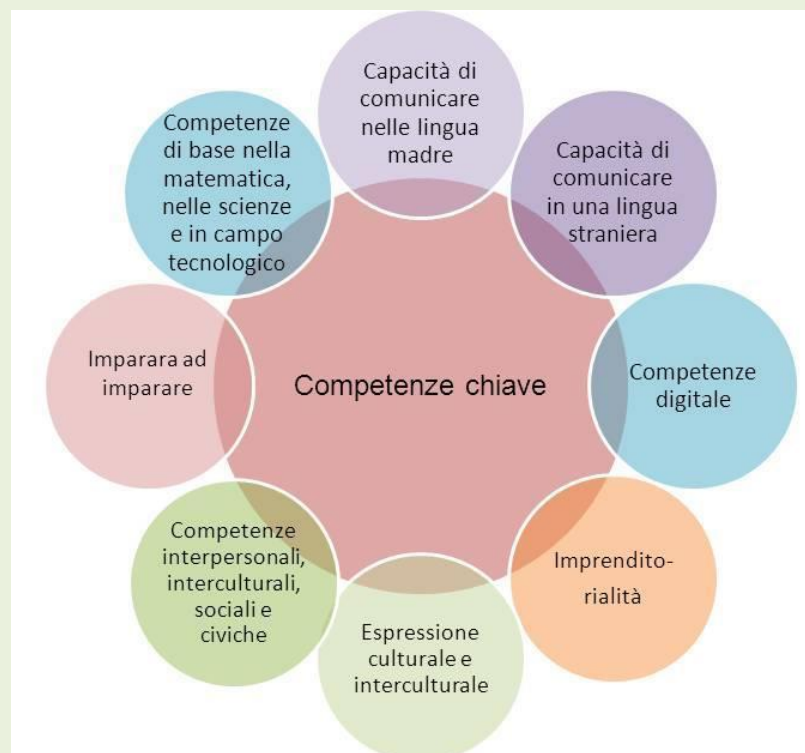 Capacità di
comunicare
nelle lingua
madre
Capacità di
comunicare
in una lingua
straniera
Competenze
digitale
Imprendito-
rialità
Espressione
culturale e
interculturale
Competenze
interpersonali,
interculturali,
sociali e
civiche
Imparara ad
imparare
Competenze
di base nella
matematica,
nelle scienze
e in campo
tecnologico
Competenze chiave